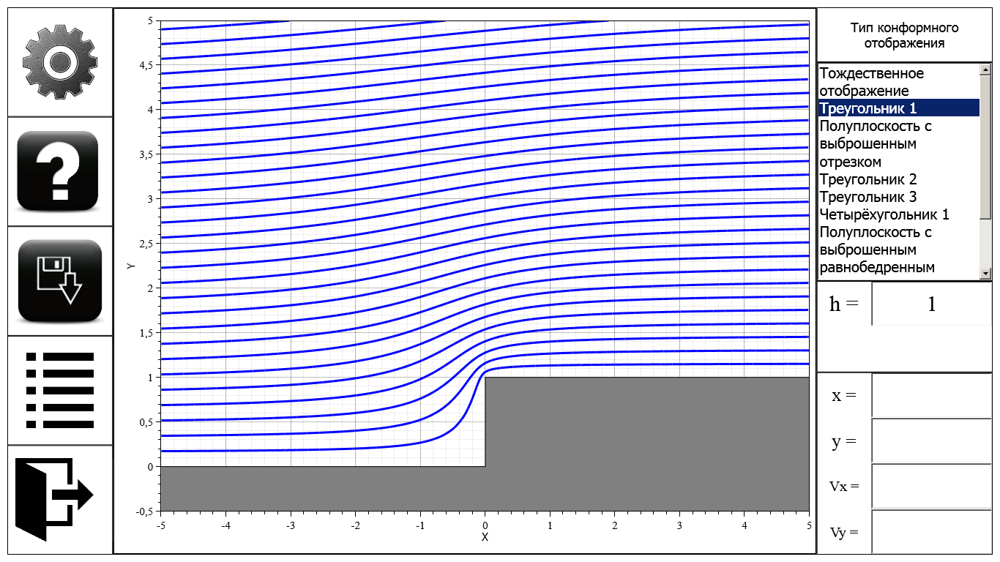 Тип конформного
отображения
Тождественное
отображение
Треугольник 1
Полуплоскость с
выброшенным
отрезком
Треугольник 2
Треугольник 3
Четырёхугольник 1
Полуплоскость с
выброшенным
равнобедренным
h =
1
x =
y =
Vx =
Vy =
5
4,5
4
3,5
3
2,5
2
1,5
1
0,5
0
-0,5
Y
-5
-4
-3
-2
-1
0
1
2
3
4
5
X
?